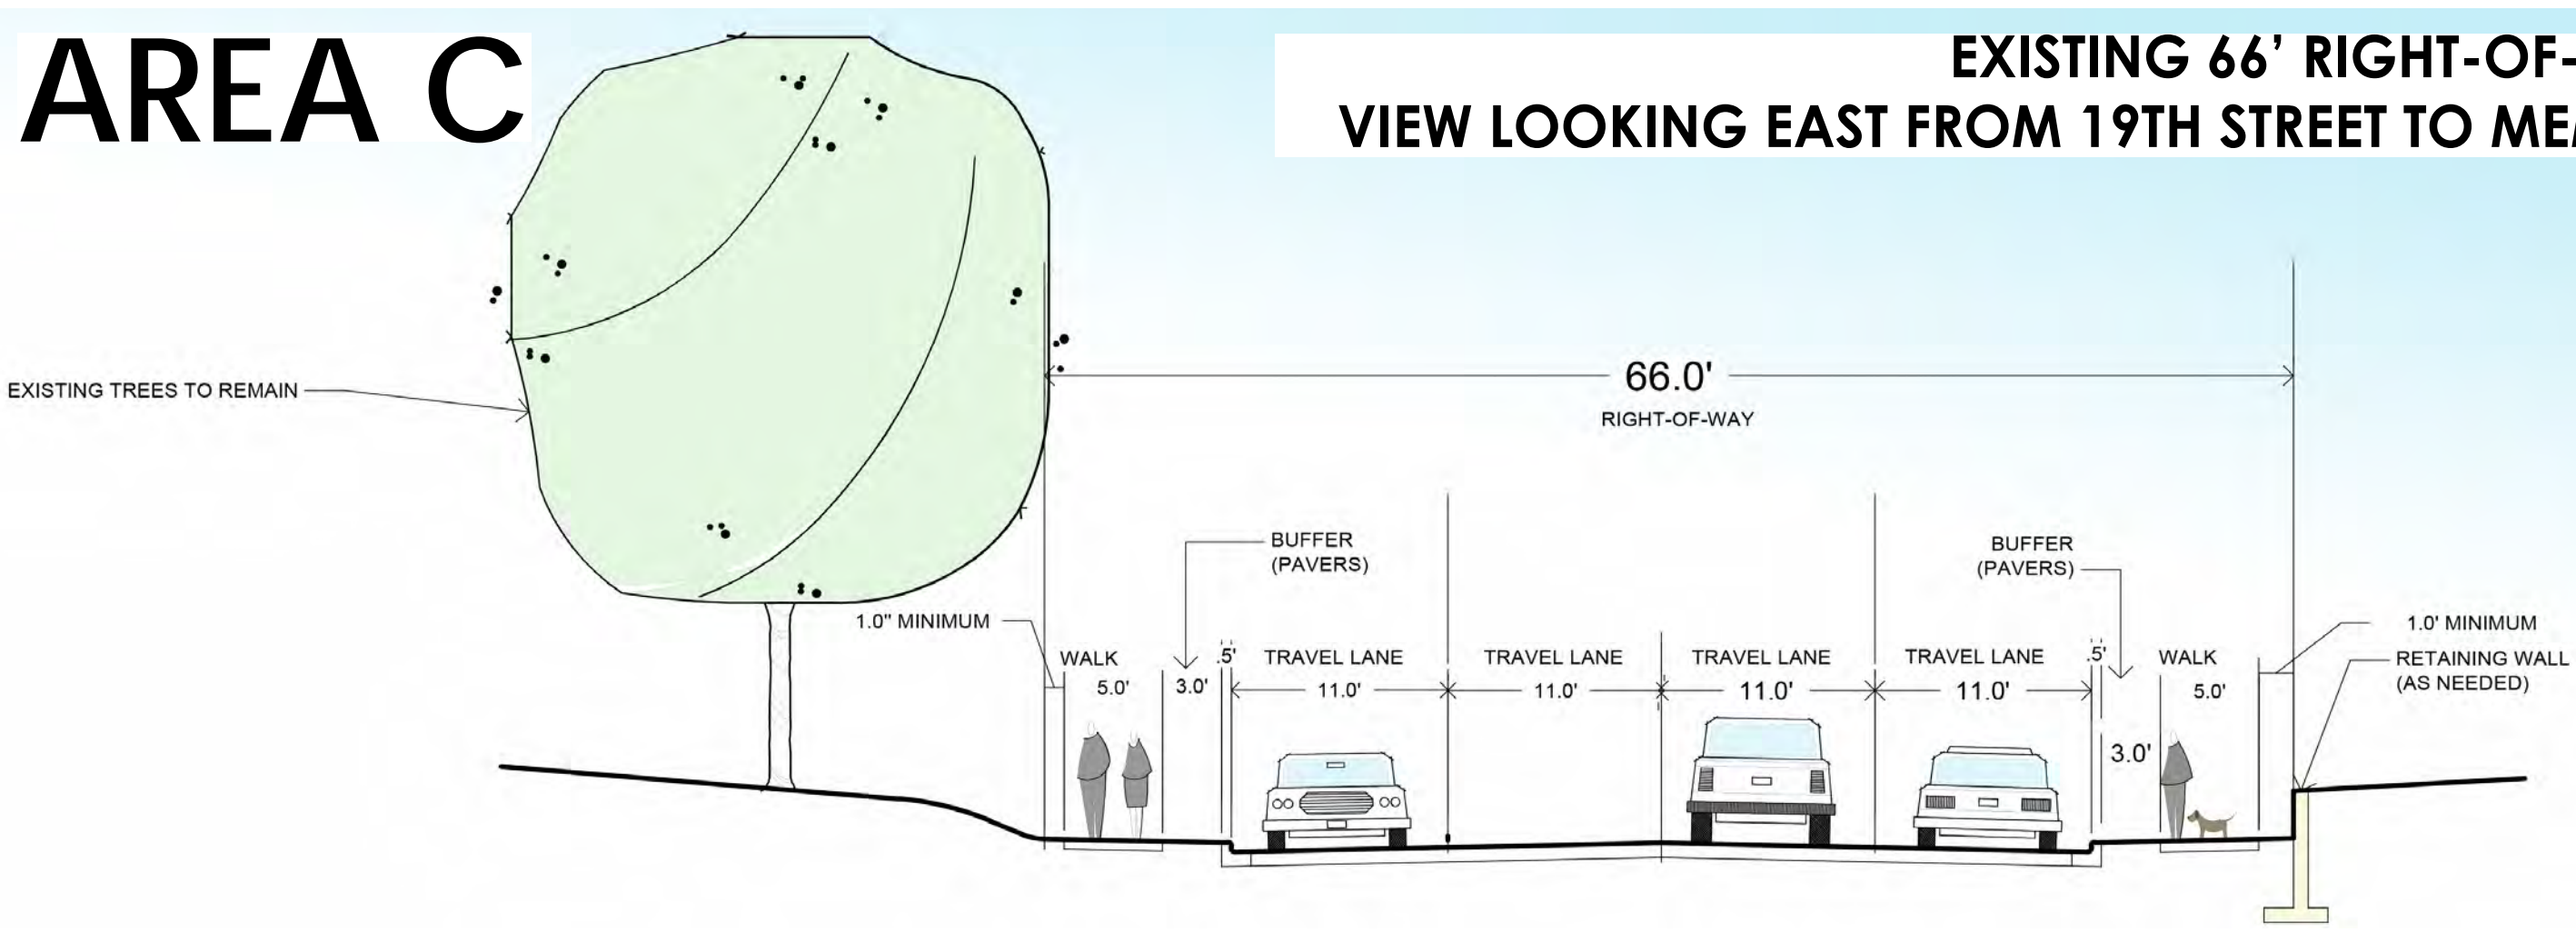 AREA C
EXISTING 66’ RIGHT-OF-
VIEW LOOKING EAST FROM 19TH STREET TO
EXISTING TREES TO REMAIN
66.0'
RIGHT-OF-WAY
BUFFER
(PAVERS)
BUFFER
(PAVERS)
1.0" MINIMUM
1.0' MINIMUM
WALK
.5'
TRAVEL LANE
TRAVEL LANE
TRAVEL LANE
TRAVEL LANE
.5'
WALK
RETAINING WALL
(AS NEEDED)
5.0'
3.0'
11.0'
11.0'
11.0'
11.0'
5.0'
3.0'